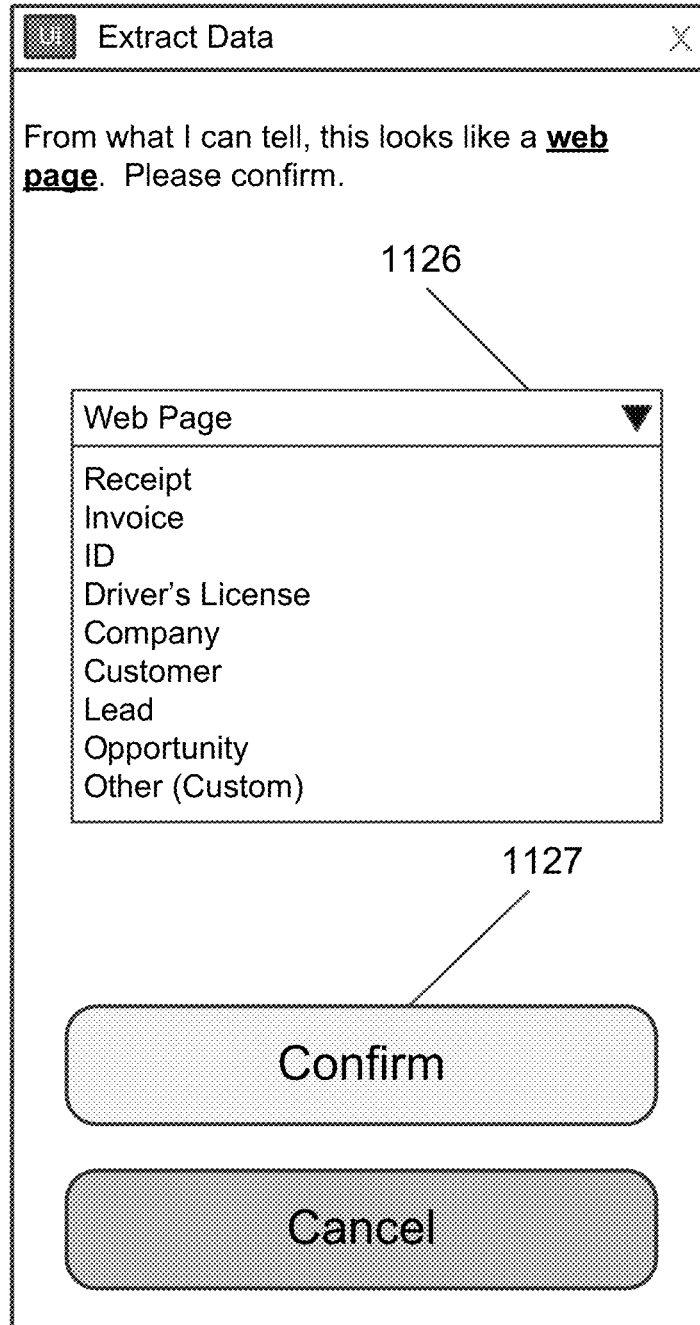 Ui Extract Data X
From what I can tell, this looks like a web
page. Please confirm.
1126
Web Page
Receipt
Invoice
ID
Driver's License
Company
Customer
Lead
Opportunity
Other (Custom)
1127
Confirm
Cancel